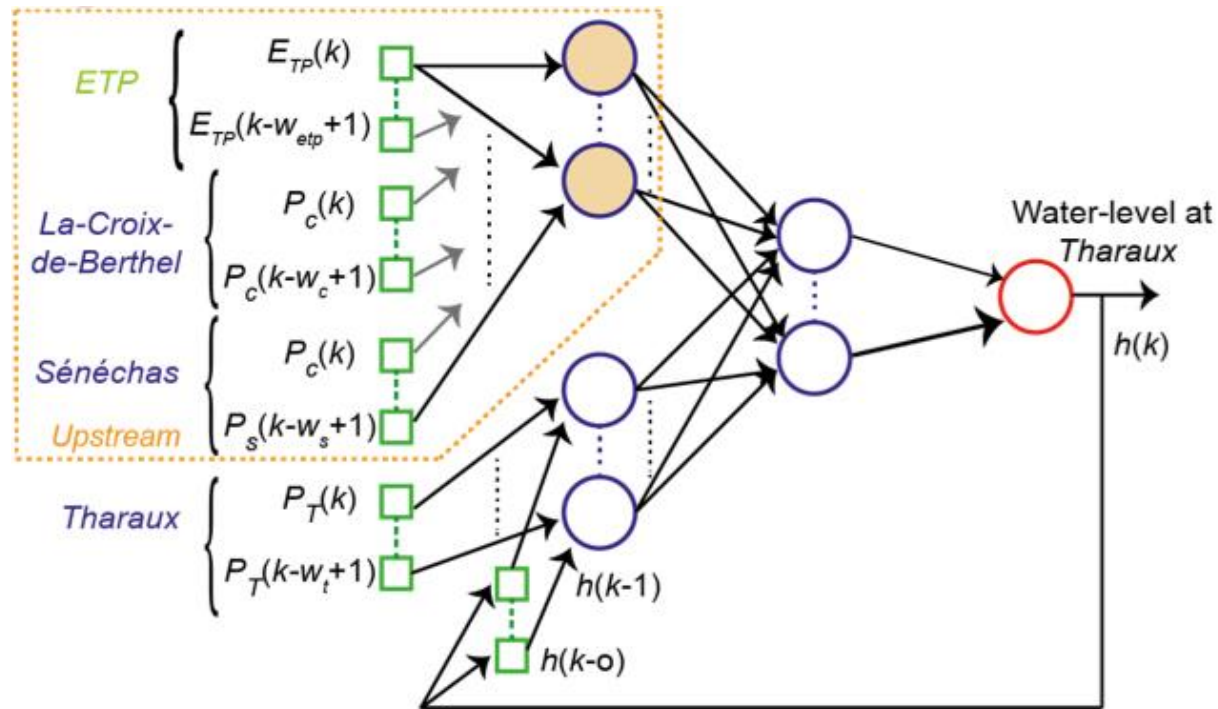 ETP
E_TP(k)
E_TP(k-w_etp+1)
La-Croix-
de-Berthel
P_C(k)
P_C(k-w_c+1)
Sénéchas
P_C(k)
Upstream
P_S(k-w_s+1)
Tharaux
P_T(k)
P_T(k-w_t+1)
h(k-1)
h(k-o)
Water-level at
Tharaux
h(k)